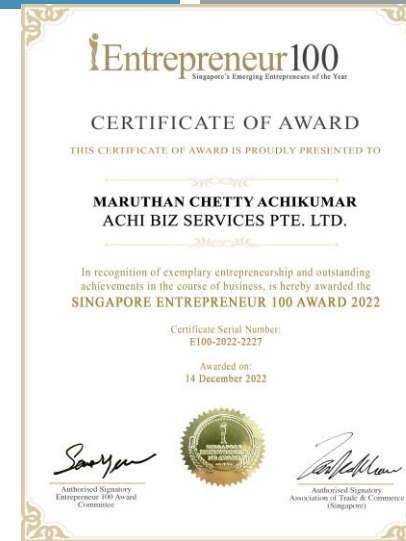 iEntrepreneur100
Singapore's Emerging Entrepreneurs of the Year
CERTIFICATE OF AWARD
THIS CERTIFICATE OF AWARD IS PROUDLY PRESENTED TO
MARUTHAN CHETTY ACHIKUMAR
ACHI BIZ SERVICES PTE. LTD.
In recognition of exemplary entrepreneurship and outstanding
achievements in the course of business, is hereby awarded the
SINGAPORE ENTREPRENEUR 100 AWARD 2022
Certificate Serial Number:
E100-2022-2227
Awarded on:
14 December 2022
Authorised Signatory
Entrepreneur 100 Award
Committee
Authorised Signatory
Association of Trade & Commerce
(Singapore)